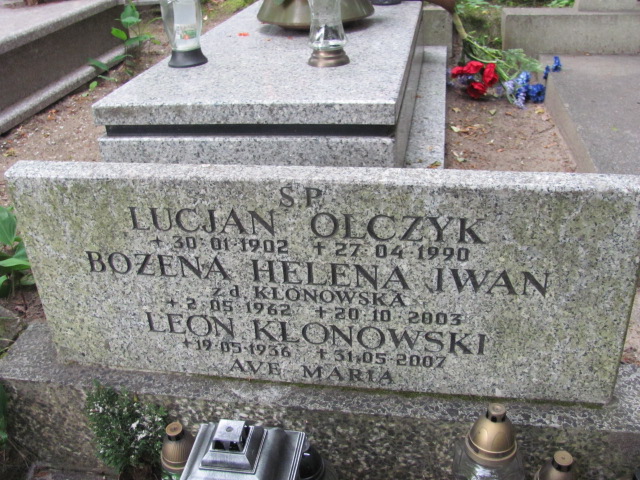 S.P.
LUCJAN OLCZYK
+ 30·01·1902 + 27·04·1990
BOŻENA HELENA IWAN
z.d KŁONOWSKA
+ 2·05·1962 + 20·10·2003
LEON KŁONOWSKI
+19·05·1936 +31·05·2007
AVE MARIA